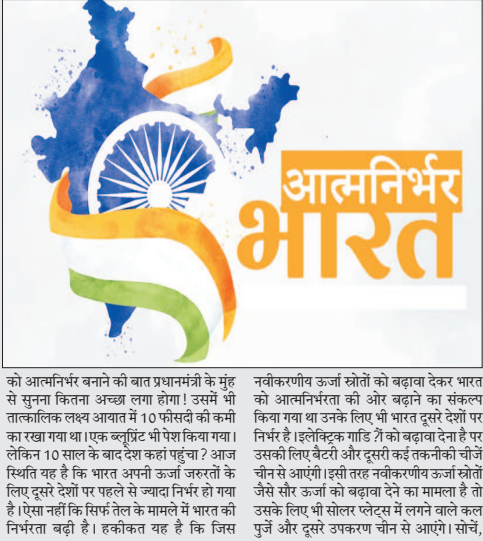 आत्मनिर्भर
भारत
को आत्मनिर्भर बनाने की बात प्रधानमंत्री के मुंह
से सुनना कितना अच्छा लगा होगा! उसमें भी
तात्कालिक लक्ष्य आयात में 10 फीसदी की कमी
का रखा गया था। एक ब्लूप्रिंट भी पेश किया गया।
लेकिन 10 साल के बाद देश कहां पहुंचा? आज
स्थिति यह है कि भारत अपनी ऊर्जा जरुरतों के
लिए दूसरे देशों पर पहले से ज्यादा निर्भर हो गया
है। ऐसा नहीं कि सिर्फ तेल के मामले में भारत की
निर्भरता बढ़ी है। हकीकत यह है कि जिस
नवीकरणीय ऊर्जा स्रोतों को बढ़ावा देकर भारत
को आत्मनिर्भरता की ओर बढ़ाने का संकल्प
किया गया था उनके लिए भी भारत दूसरे देशों पर
निर्भर है। इलेक्ट्रिक गाडि ?ों को बढ़ावा देना है पर
उसकी लिए बैटरी और दूसरी कई तकनीकी चीजें
चीन से आएंगी। इसी तरह नवीकरणीय ऊर्जा स्रोतों
जैसे सौर ऊर्जा को बढ़ावा देने का मामला है तो
उसके लिए भी सोलर प्लेट्स में लगने वाले कल
पुर्जे और दूसरे उपकरण चीन से आएंगे। सोचें,